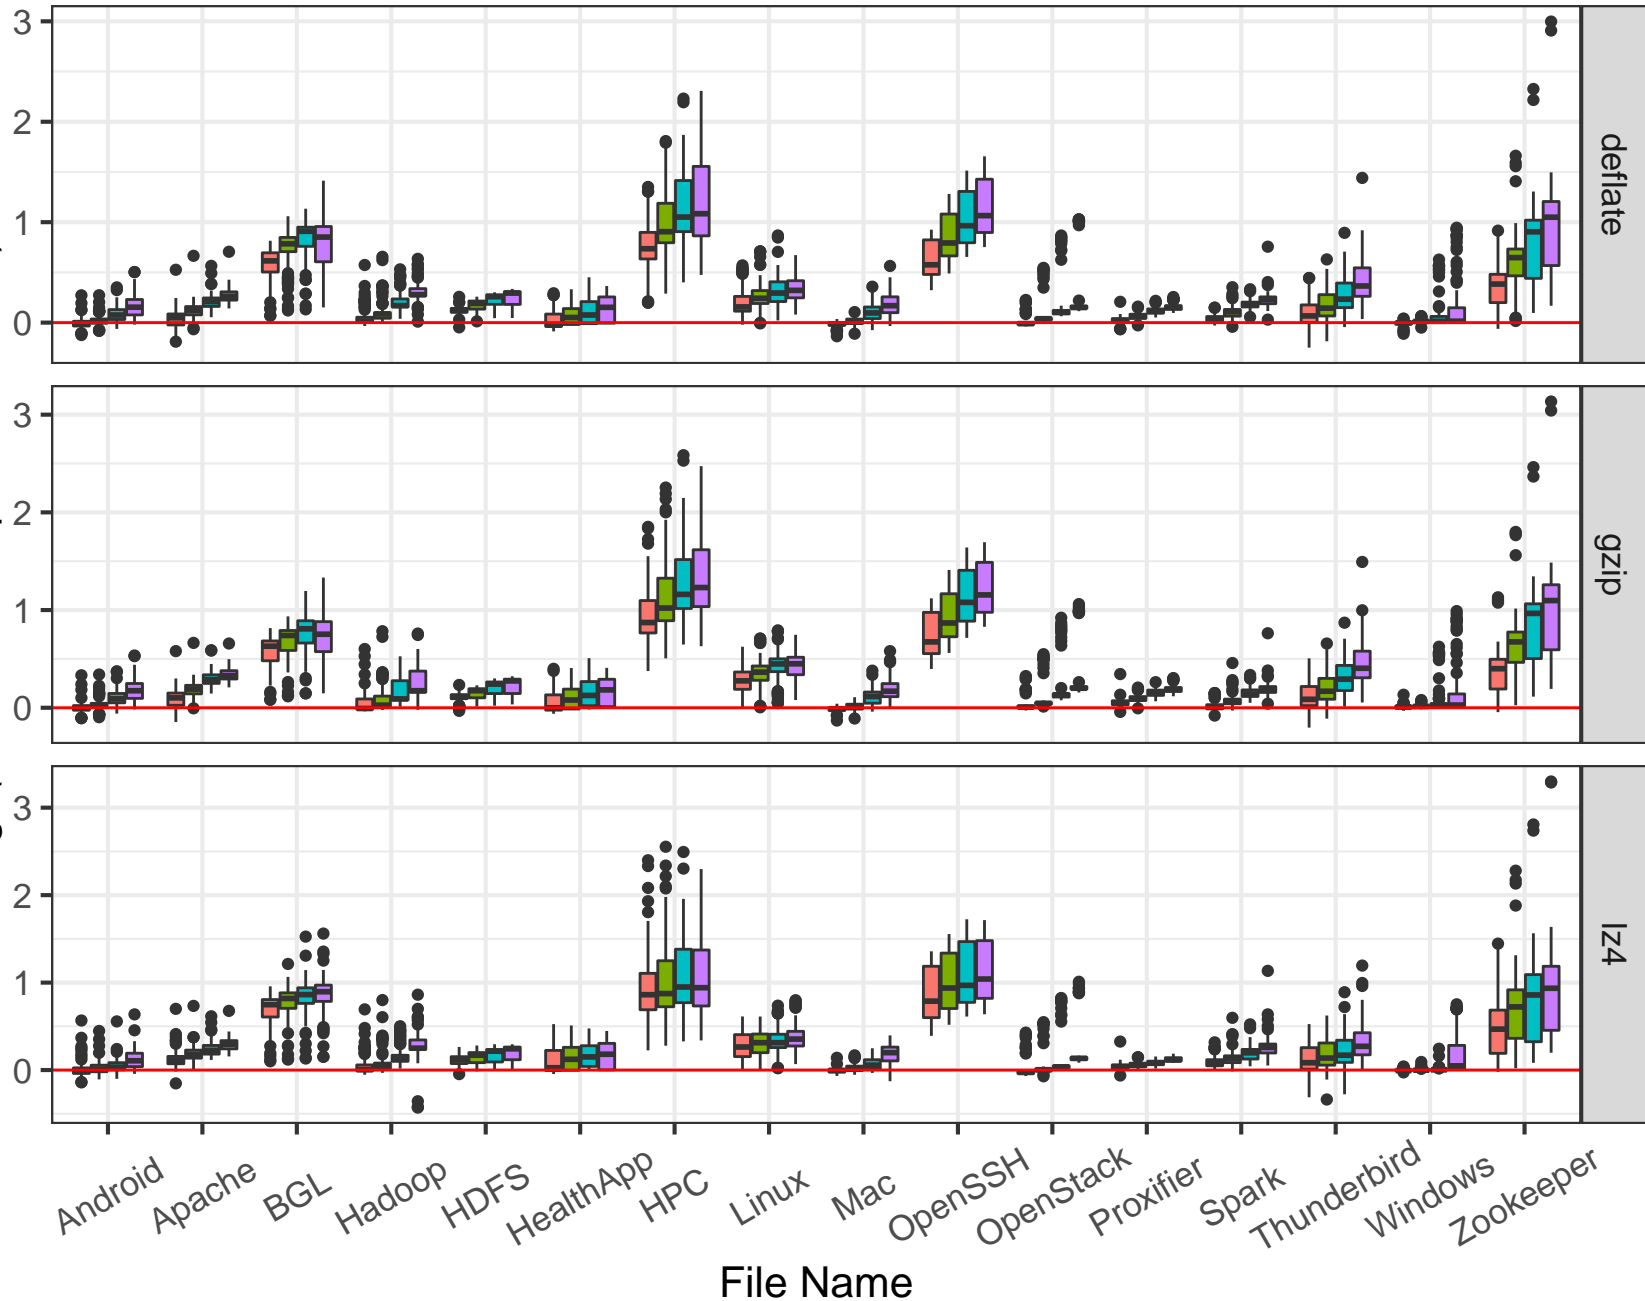 3
2
1
0
deflate
3
2
1
0
gzip
3
2
1
0
lz4
Android
Apache
BGL
Hadoop
HDFS
HealthApp
HPC
Linux
Mac
OpenSSH
OpenStack
Proxifier
Spark
Thunderbird
Windows
Zookeeper
File Name